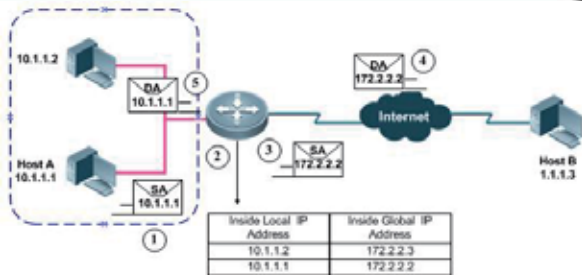 10.1.1.2
DA
10.1.1.1
5
DA
172.2.2.2
4
Internet
2
3
SA
172.2.2.2
Host A
10.1.1.1
SA
10.1.1.1
1
Host B
1.1.1.3
Inside Local IP Address
Inside Global IP Address
10.1.1.2
172.2.2.3
10.1.1.1
172.2.2.2